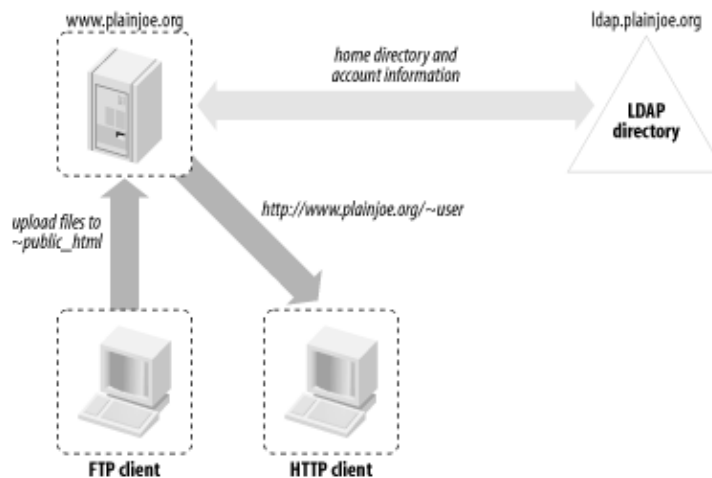 www.plainjoe.org
ldap.plainjoe.org
home directory and
account information
LDAP
directory
http://www.plainjoe.org/~user
upload files to
~public_html
FTP client
HTTP client